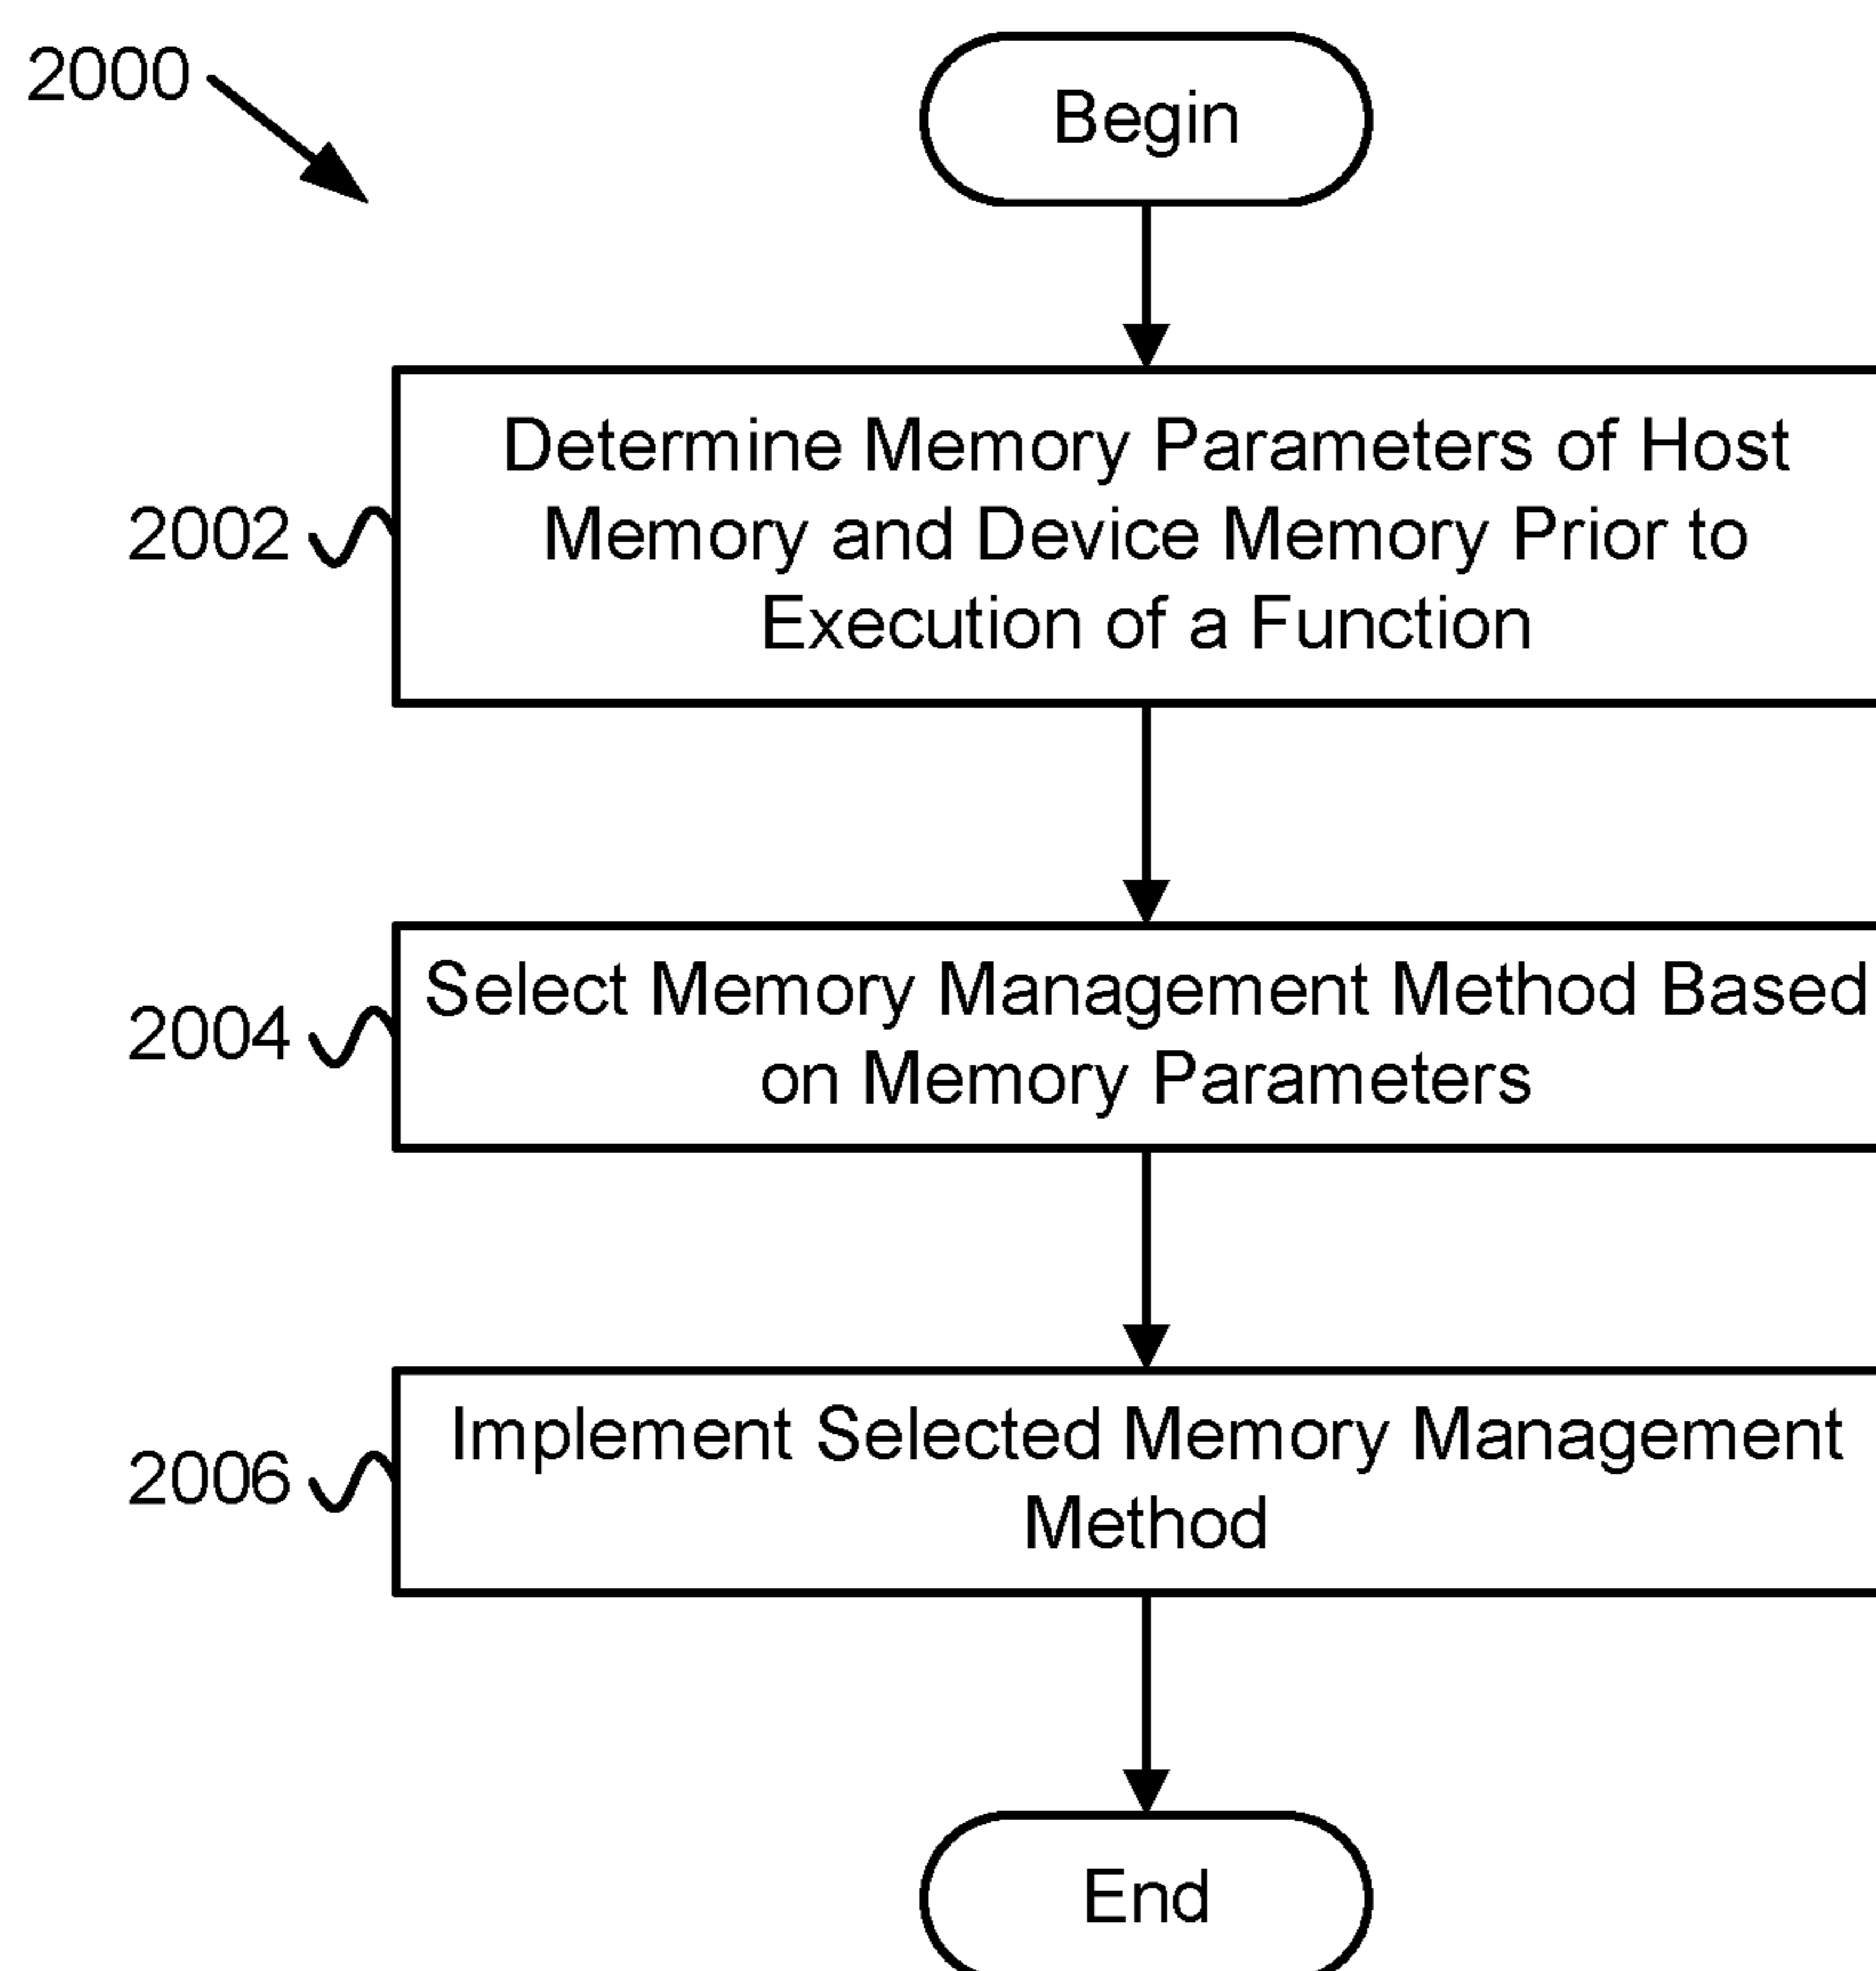 2000
Begin
2002
Determine Memory Parameters of Host
Memory and Device Memory Prior to
Execution of a Function
2004
Select Memory Management Method Based
on Memory Parameters
2006
Implement Selected Memory Management
Method
End